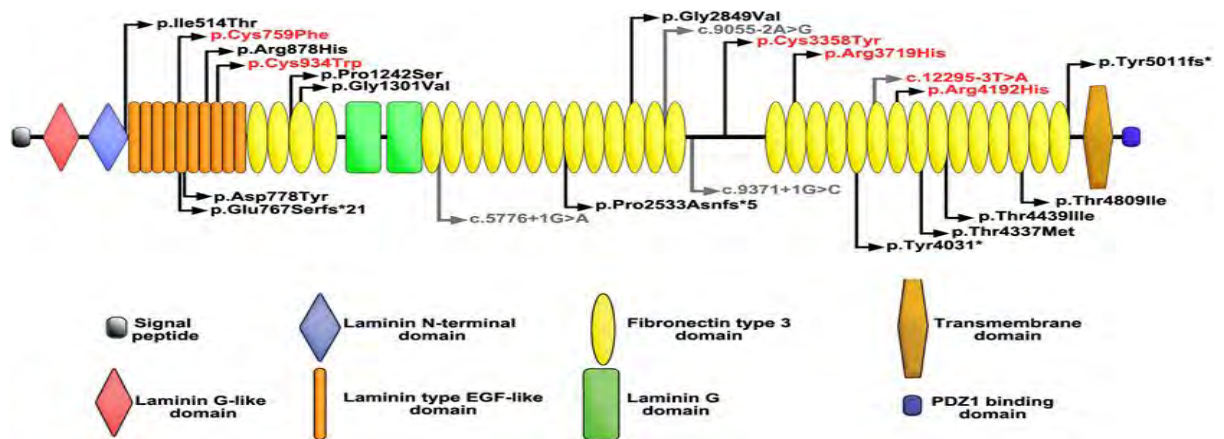 p.Ile514Thr
p.Cys759Phe
p.Arg878His
p.Cys934Trp
p.Pro1242Ser
p.Gly1301Val
p.Gly2849Val
c.9055-2A>G
p.Cys3358Tyr
p.Arg3719His
c.12295-3T>A
p.Arg4192His
p.Tyr5011fs*
p.Asp778Tyr
p.Glu767Serfs*21
c.5776+1G>A
p.Pro2533Asnfs*5
c.9371+1G>C
p.Tyr4031*
p.Thr4337Met
p.Thr4439Ille
p.Thr4809Ile
Signal
peptide
Laminin N-terminal
domain
Fibronectin type 3
domain
Transmembrane
domain
Laminin G-like
domain
Laminin type EGF-like
domain
Laminin G
domain
PDZ1 binding
domain